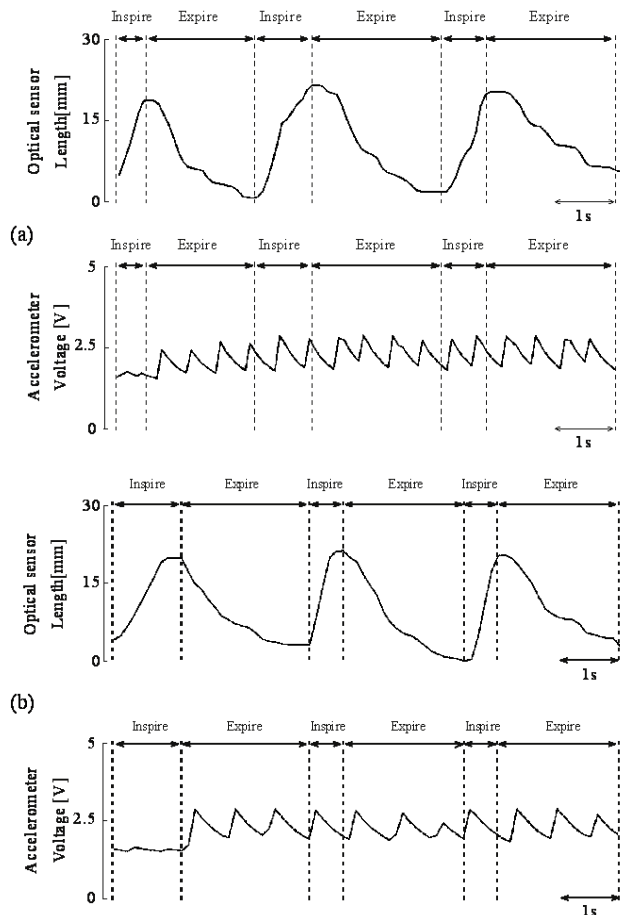 Inspire Expire Inspire Expire Inspire Expire
30
15
0
Optical sensor
Length[mm]
1s
(a)
Inspire Expire Inspire Expire Inspire Expire
5
2.5
0
Accelerometer
Voltage [V]
1s
Inspire Expire Inspire Expire Inspire Expire
30
15
0
Optical sensor
Length[mm]
1s
(b)
Inspire Expire Inspire Expire Inspire Expire
5
2.5
0
Accelerometer
Voltage [V]
1s